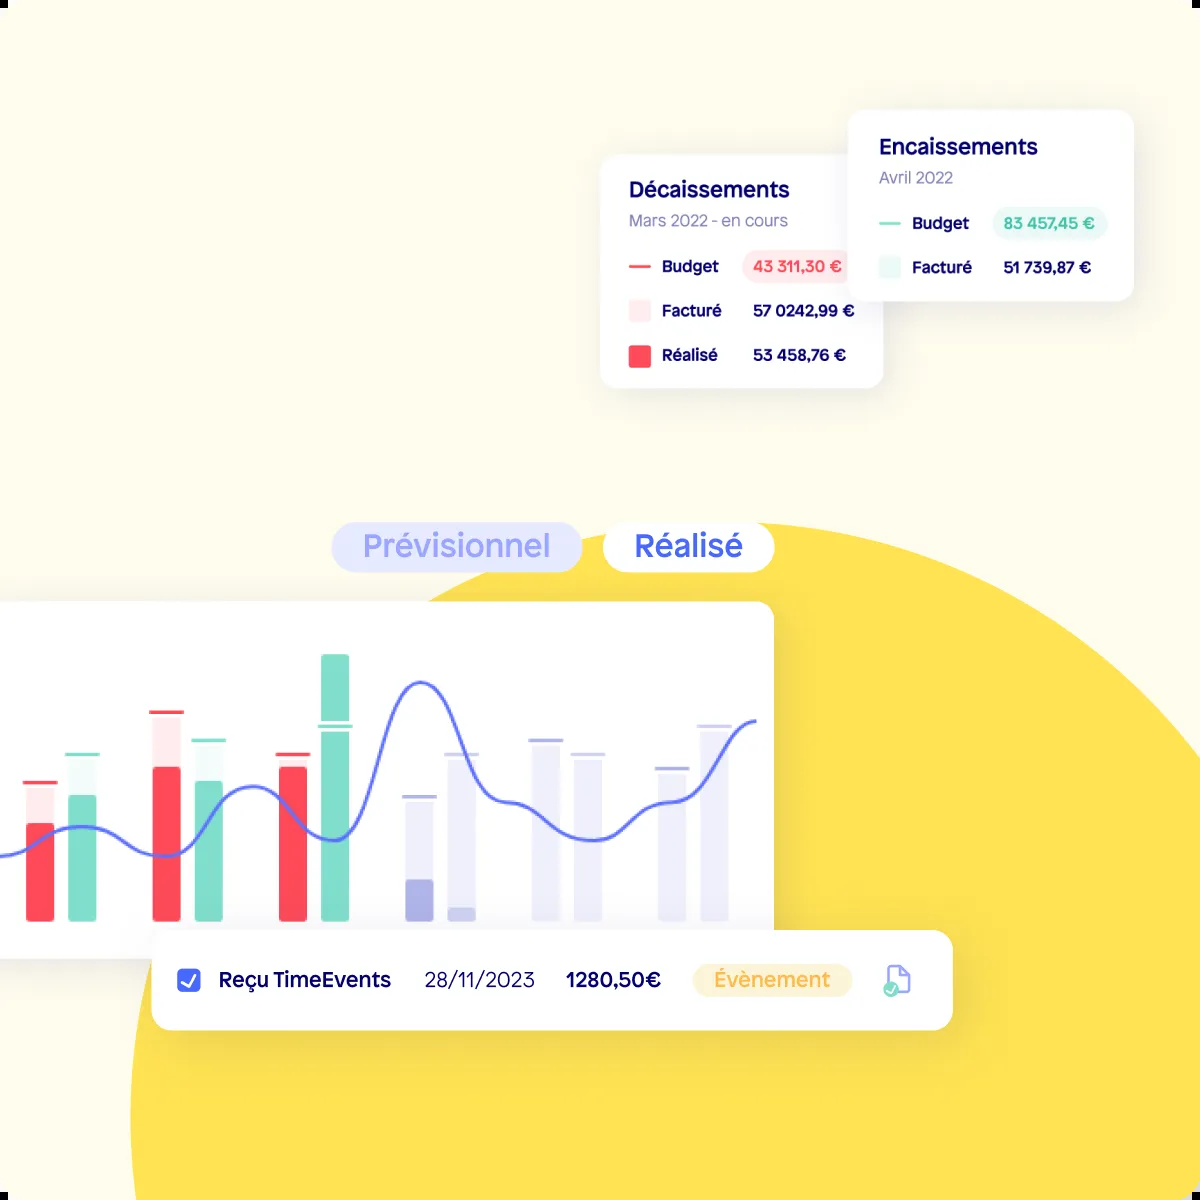 Encaissements
Avril 2022
Budget 83 457,45 €
Facturé 51 739,87 €
Décaissements
Mars 2022 - en cours
Budget 43 311,30 €
Facturé 57 0242,99 €
Réalisé 53 458,76 €
Prévisionnel Réalisé
Reçu TimeEvents 28/11/2023 1280,50€ Évènement